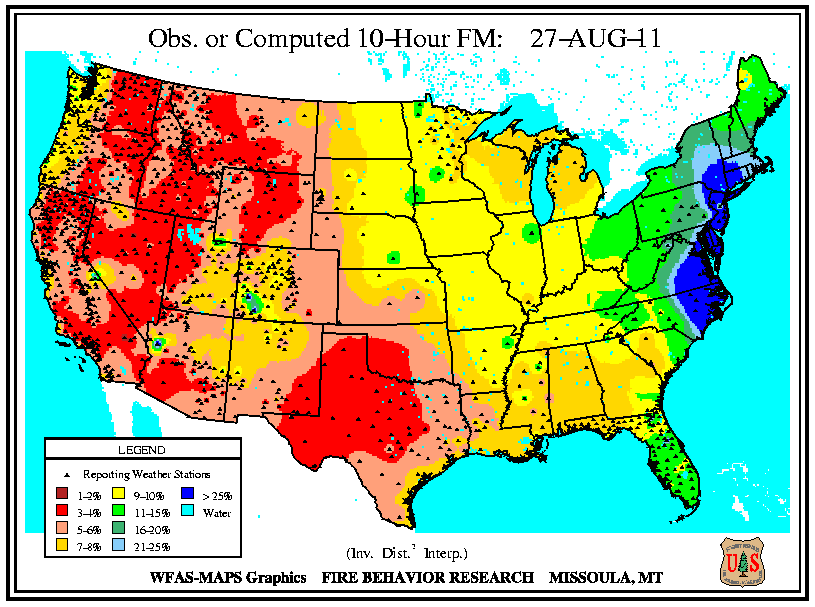 Obs. or Computed 10-Hour FM: 27-AUG-11
LEGEND
Reporting Weather Stations
1-2% 9-10% > 25%
3-4% 11-15% Water
5-6% 16-20%
7-8% 21-25%
(Inv. Dist.² Interp.)
WFAS-MAPS Graphics FIRE BEHAVIOR RESEARCH MISSOULA, MT
U S